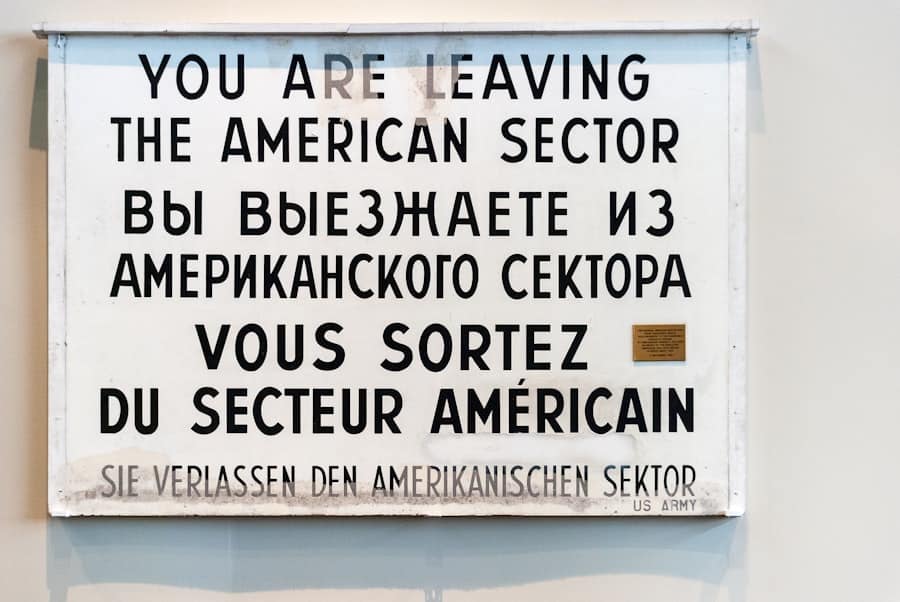 YOU ARE LEAVING
THE AMERICAN SECTOR
ВЫ ВЫЕЗЖАЕТЕ ИЗ
АМЕРИКАНСКОГО СЕКТОРА
VOUS SORTEZ
DU SECTEUR AMÉRICAIN
SIE VERLASSEN DEN AMERIKANISCHEN SEKTOR
US ARMY